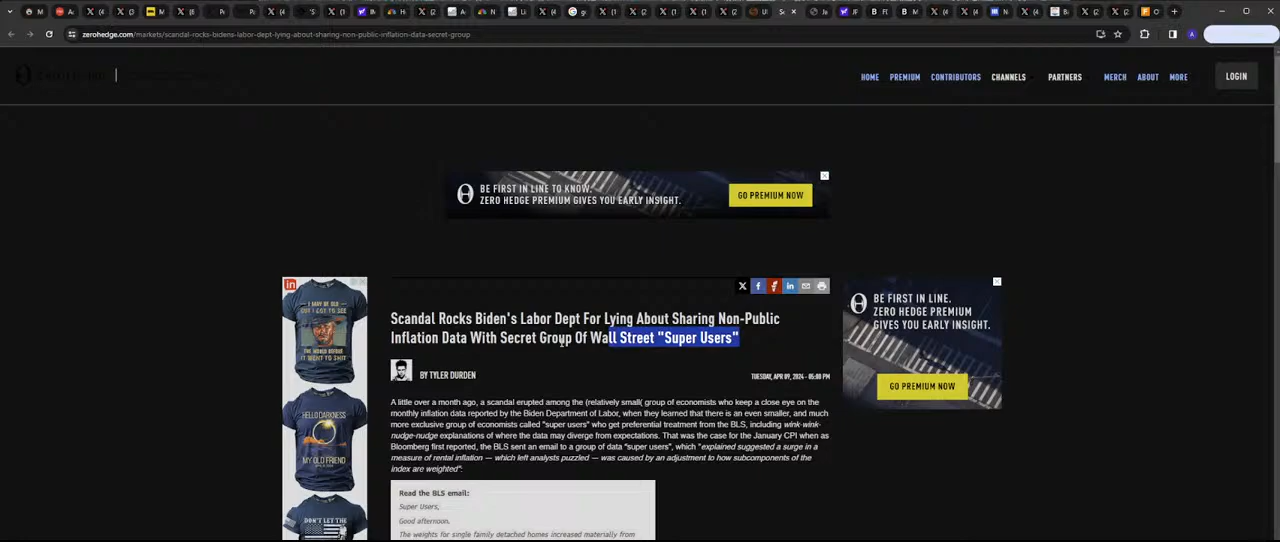 zerohedge.com/markets/scandal-rocks-bidens-labor-dept-lying-about-sharing-non-public-inflation-data-secret-group
HOME PREMIUM CONTRIBUTORS CHANNELS PARTNERS MERCH ABOUT MORE LOGIN
BE FIRST IN LINE TO KNOW.
ZERO HEDGE PREMIUM GIVES YOU EARLY INSIGHT.
GO PREMIUM NOW
I MAY BE OLD
BUT I GOT TO SEE
THE WORLD BEFORE
IT WENT TO SHIT
HELLO DARKNESS
MY OLD FRIEND
DON'T LET THE
Scandal Rocks Biden's Labor Dept For Lying About Sharing Non-Public
Inflation Data With Secret Group Of Wall Street "Super Users"
BY TYLER DURDEN
TUESDAY, APR 09, 2024 - 05:00 PM
A little over a month ago, a scandal erupted among the (relatively small( group of economists who keep a close eye on the
monthly inflation data reported by the Biden Department of Labor, when they learned that there is an even smaller, and much
more exclusive group of economists called "super users" who get preferential treatment from the BLS, including wink-wink-
nudge-nudge explanations of where the data may diverge from expectations. That was the case for the January CPI when as
Bloomberg first reported, the BLS sent an email to a group of data "super users", which "explained suggested a surge in a
measure of rental inflation — which left analysts puzzled — was caused by an adjustment to how subcomponents of the
index are weighted":
Read the BLS email:
Super Users,
Good afternoon.
The weights for single family detached homes increased materially from
BE FIRST IN LINE.
ZERO HEDGE PREMIUM
GIVES YOU EARLY INSIGHT.
GO PREMIUM NOW